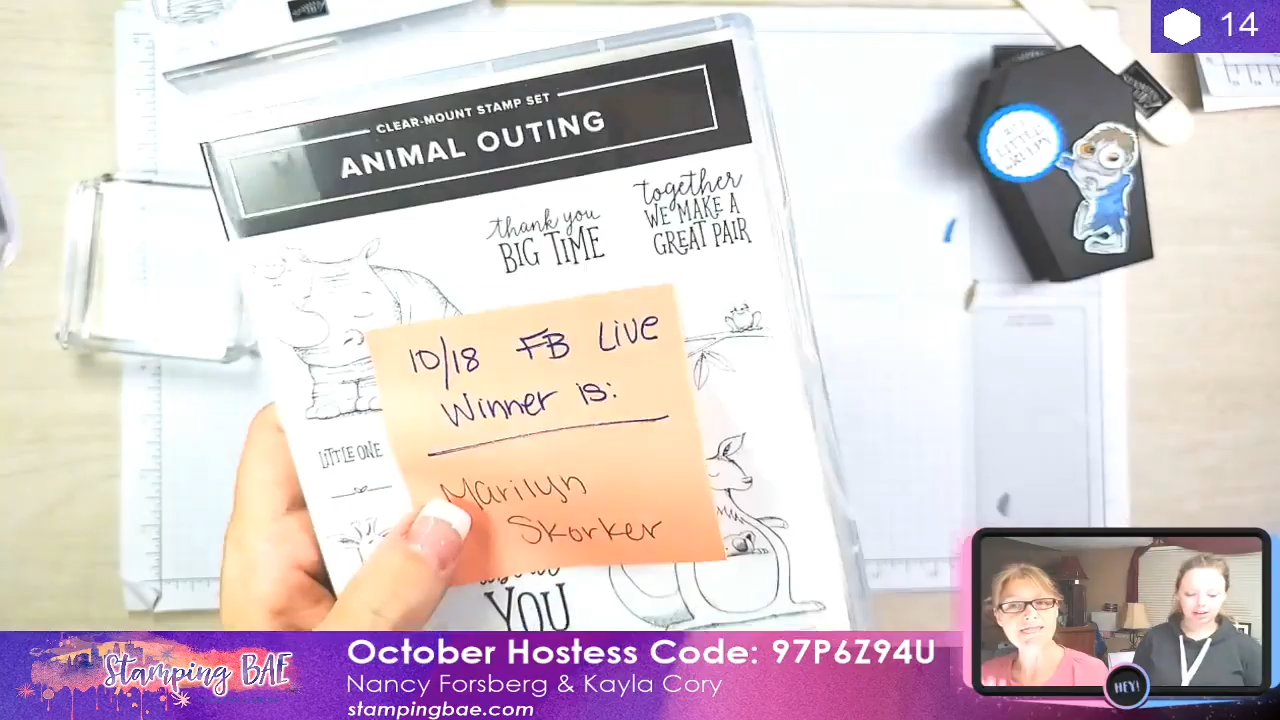 14
CLEAR-MOUNT STAMP SET
ANIMAL OUTING
thank you
BIG TIME
together
WE MAKE A
GREAT PAIR
10/18 FB Live
Winner is:
Marilyn
Skorker
LITTLE ONE
YOU
Stamping BAE
October Hostess Code: 97P6Z94U
Nancy Forsberg & Kayla Cory
stampingbae.com
HEY!